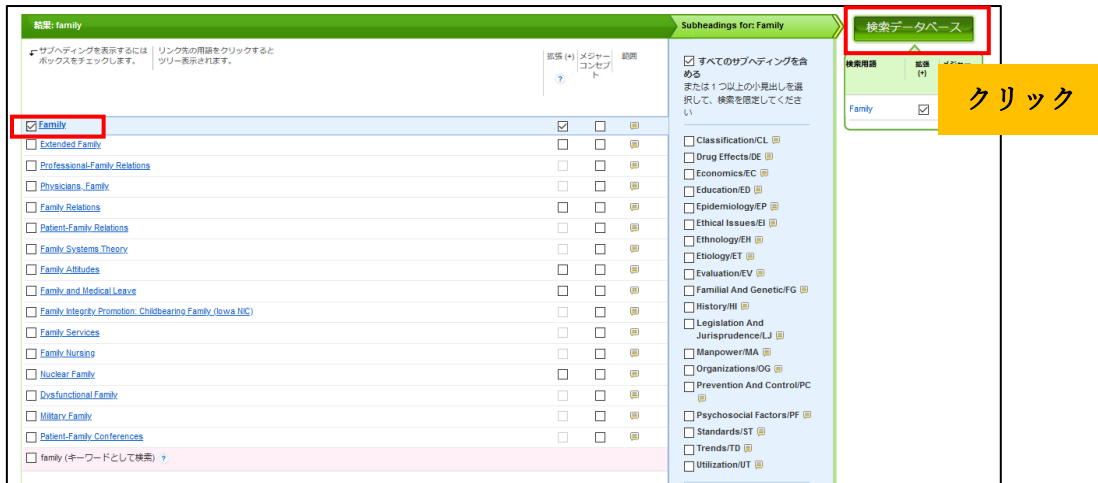 結果: family
サブヘディングを表示するには
ボックスをチェックします。
リンク先の用語をクリックすると
ツリー表示されます。
拡張 (+)
?
メジャー
コンセプ
ト
範囲
Family
Extended Family
Professional-Family Relations
Physicians, Family
Family Relations
Patient-Family Relations
Family Systems Theory
Family Attitudes
Family and Medical Leave
Family Integrity Promotion: Childbearing Family (Iowa NIC)
Family Services
Family Nursing
Nuclear Family
Dysfunctional Family
Military Family
Patient-Family Conferences
family (キーワードとして検索) ?
Subheadings for: Family
すべてのサブヘディングを含
める
または 1 つ以上の小見出しを選
択して、検索を限定してくださ
い
Classification/CL
Drug Effects/DE
Economics/EC
Education/ED
Epidemiology/EP
Ethical Issues/EI
Ethnology/EH
Etiology/ET
Evaluation/EV
Familial And Genetic/FG
History/HI
Legislation And
Jurisprudence/LJ
Manpower/MA
Organizations/OG
Prevention And Control/PC
Psychosocial Factors/PF
Standards/ST
Trends/TD
Utilization/UT
検索データベース
検索用語
拡張
(+)
Family
クリック